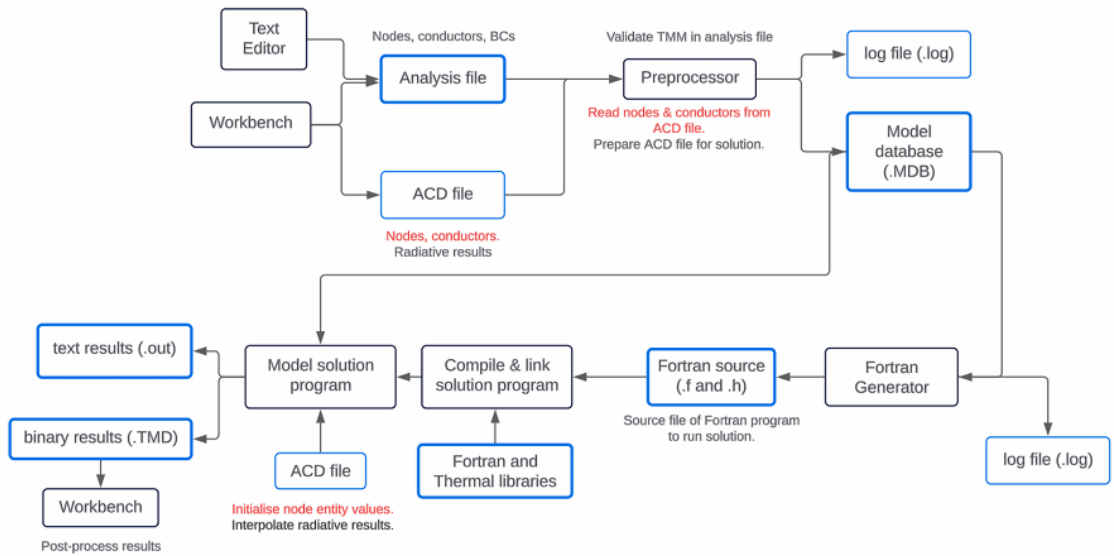 Text
Editor
Nodes, conductors, BCs
Analysis file
Validate TMM in analysis file
Preprocessor
log file (.log)
Workbench
Read nodes & conductors from
ACD file.
Prepare ACD file for solution.
Model
database
(.MDB)
ACD file
Nodes, conductors.
Radiative results
text results (.out)
Model solution
program
Compile & link
solution program
Fortran source
(.f and .h)
Fortran
Generator
Source file of Fortran program
to run solution.
binary results (.TMD)
ACD file
Fortran and
Thermal libraries
log file (.log)
Workbench
Initialise node entity values.
Interpolate radiative results.
Post-process results